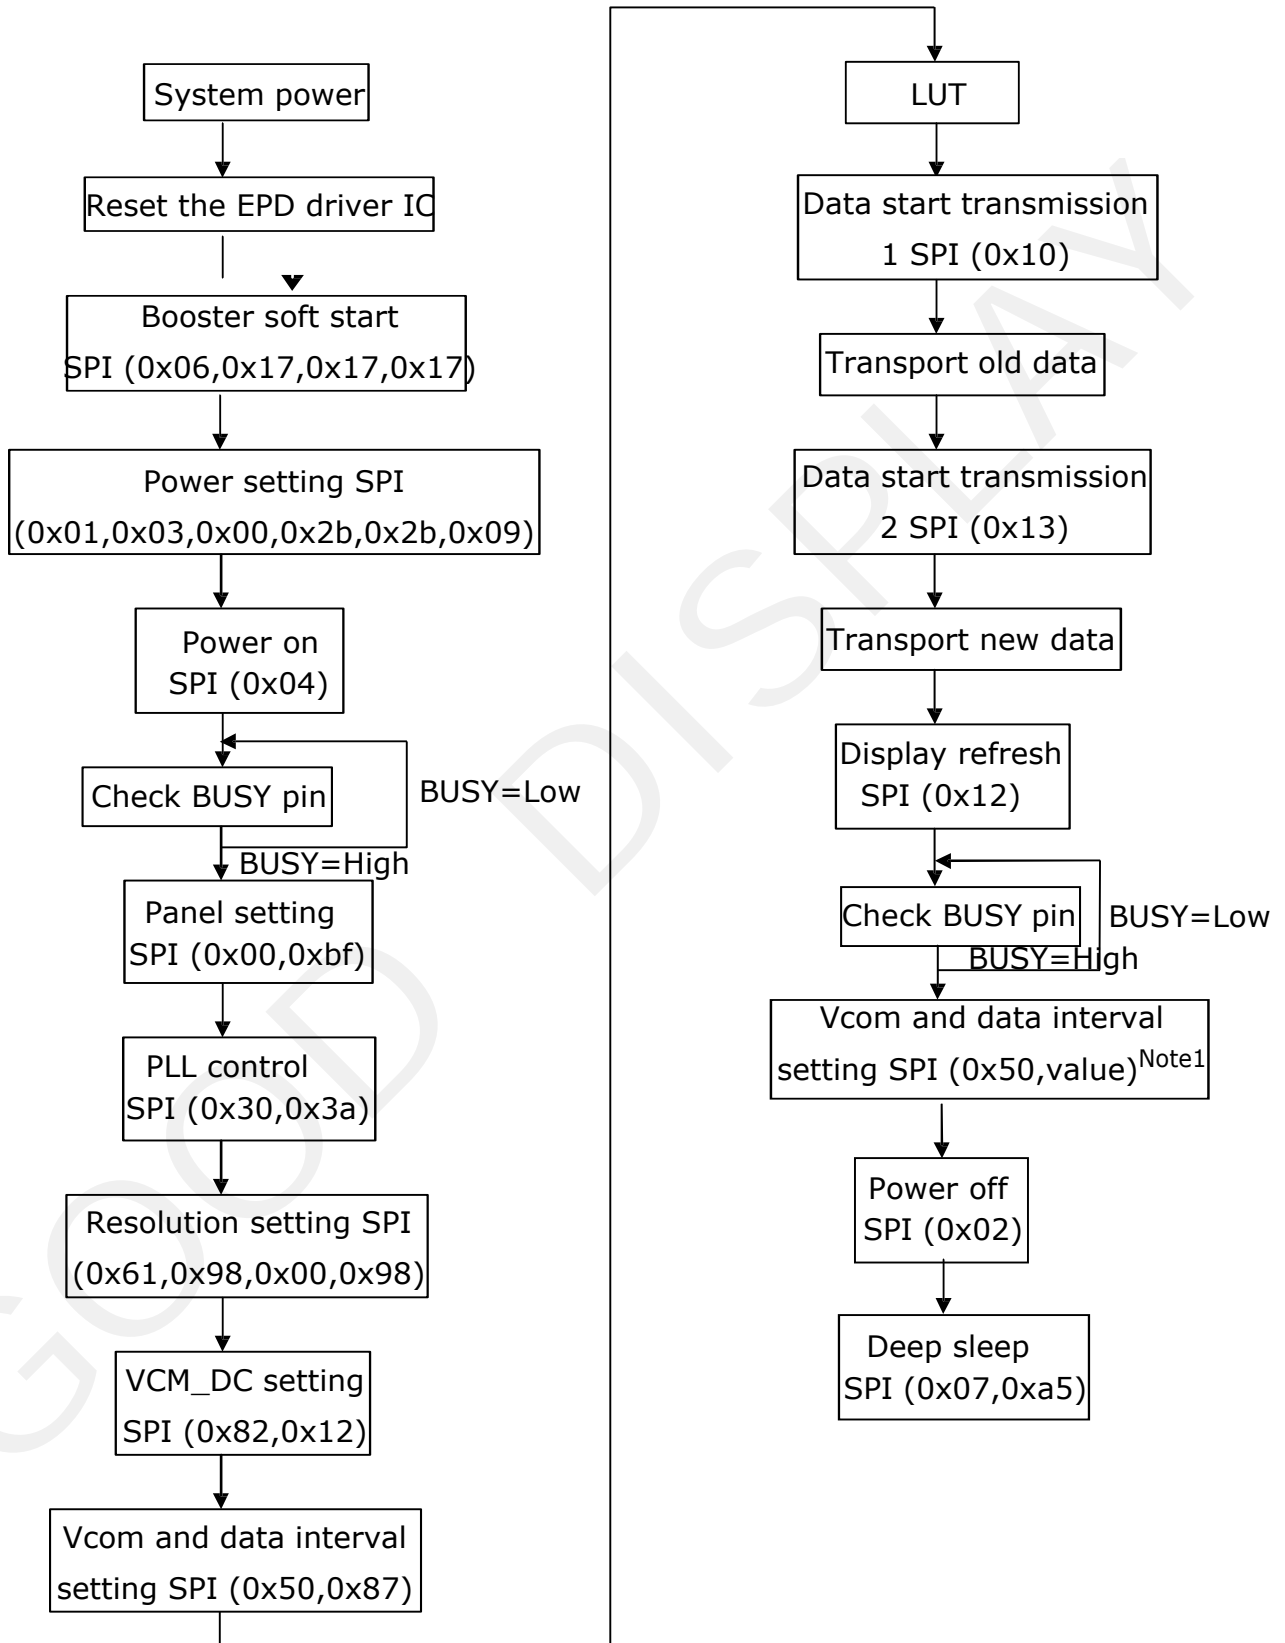 System power
Reset the EPD driver IC
Booster soft start
SPI (0x06,0x17,0x17,0x17)
Power setting SPI
(0x01,0x03,0x00,0x2b,0x2b,0x09)
Power on
SPI (0x04)
Check BUSY pin
BUSY=Low
BUSY=High
Panel setting
SPI (0x00,0xbf)
PLL control
SPI (0x30,0x3a)
Resolution setting SPI
(0x61,0x98,0x00,0x98)
VCM_DC setting
SPI (0x82,0x12)
Vcom and data interval
setting SPI (0x50,0x87)
LUT
Data start transmission
1 SPI (0x10)
Transport old data
Data start transmission
2 SPI (0x13)
Transport new data
Display refresh
SPI (0x12)
Check BUSY pin
BUSY=Low
BUSY=High
Vcom and data interval
setting SPI (0x50,value)Note1
Power off
SPI (0x02)
Deep sleep
SPI (0x07,0xa5)
GOOD DISPLAY